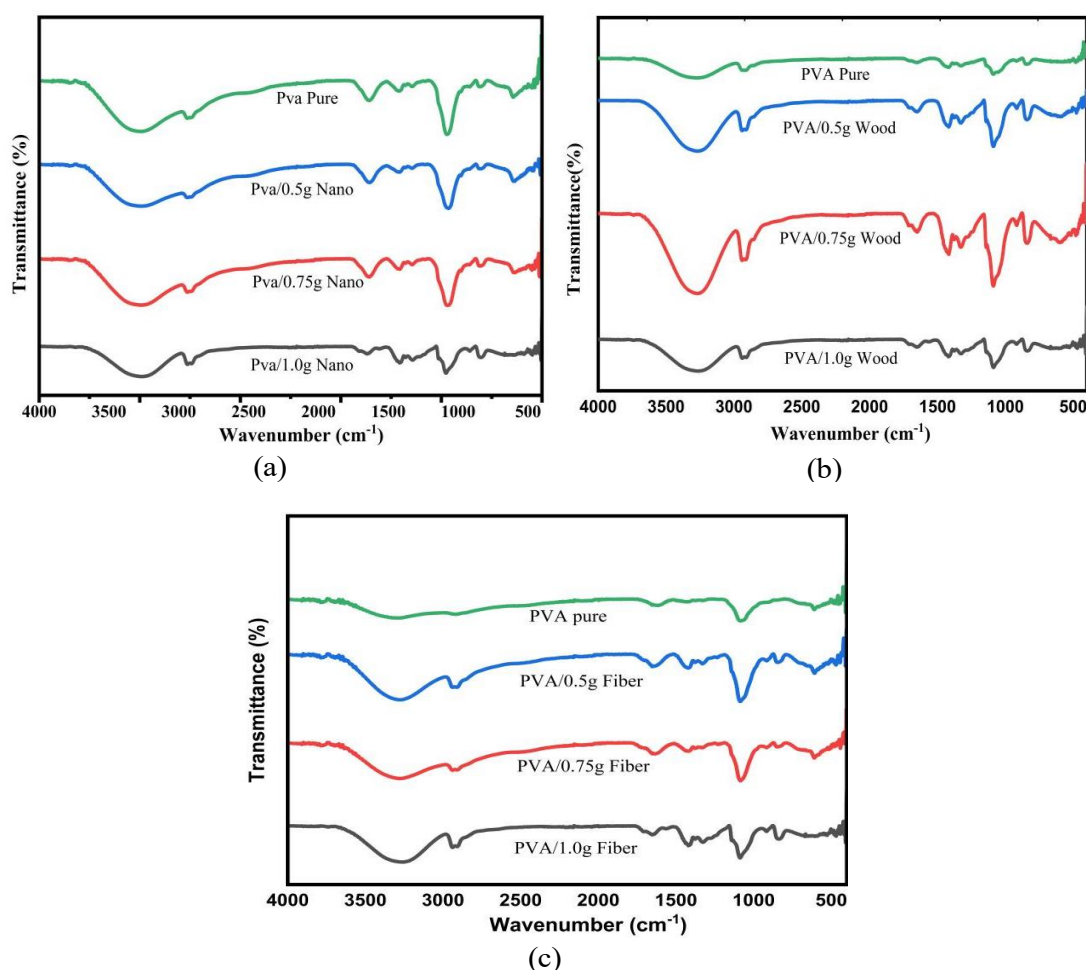 Transmittance (%)
Pva Pure
Pva/0.5g Nano
Pva/0.75g Nano
Pva/1.0g Nano
4000 3000 2000 1000 500
Wavenumber (cm-1)
(a)
Transmittance(%)
PVA Pure
PVA/0.5g Wood
PVA/0.75g Wood
PVA/1.0g Wood
4000 3500 3000 2500 2000 1500 1000 500
Wavenumber (cm-1)
(b)
Transmittance (%)
PVA pure
PVA/0.5g Fiber
PVA/0.75g Fiber
PVA/1.0g Fiber
4000 3500 3000 2500 2000 1500 1000 500
Wavenumber (cm-1)
(c)